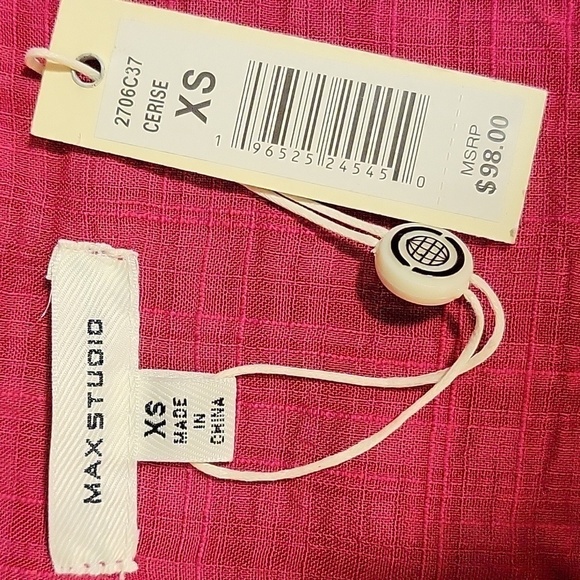 2706C37
CERISE
XS
1 96525 24545 0
MSRP
$98.00
MAX STUDIO
XS
MADE
IN
CHINA